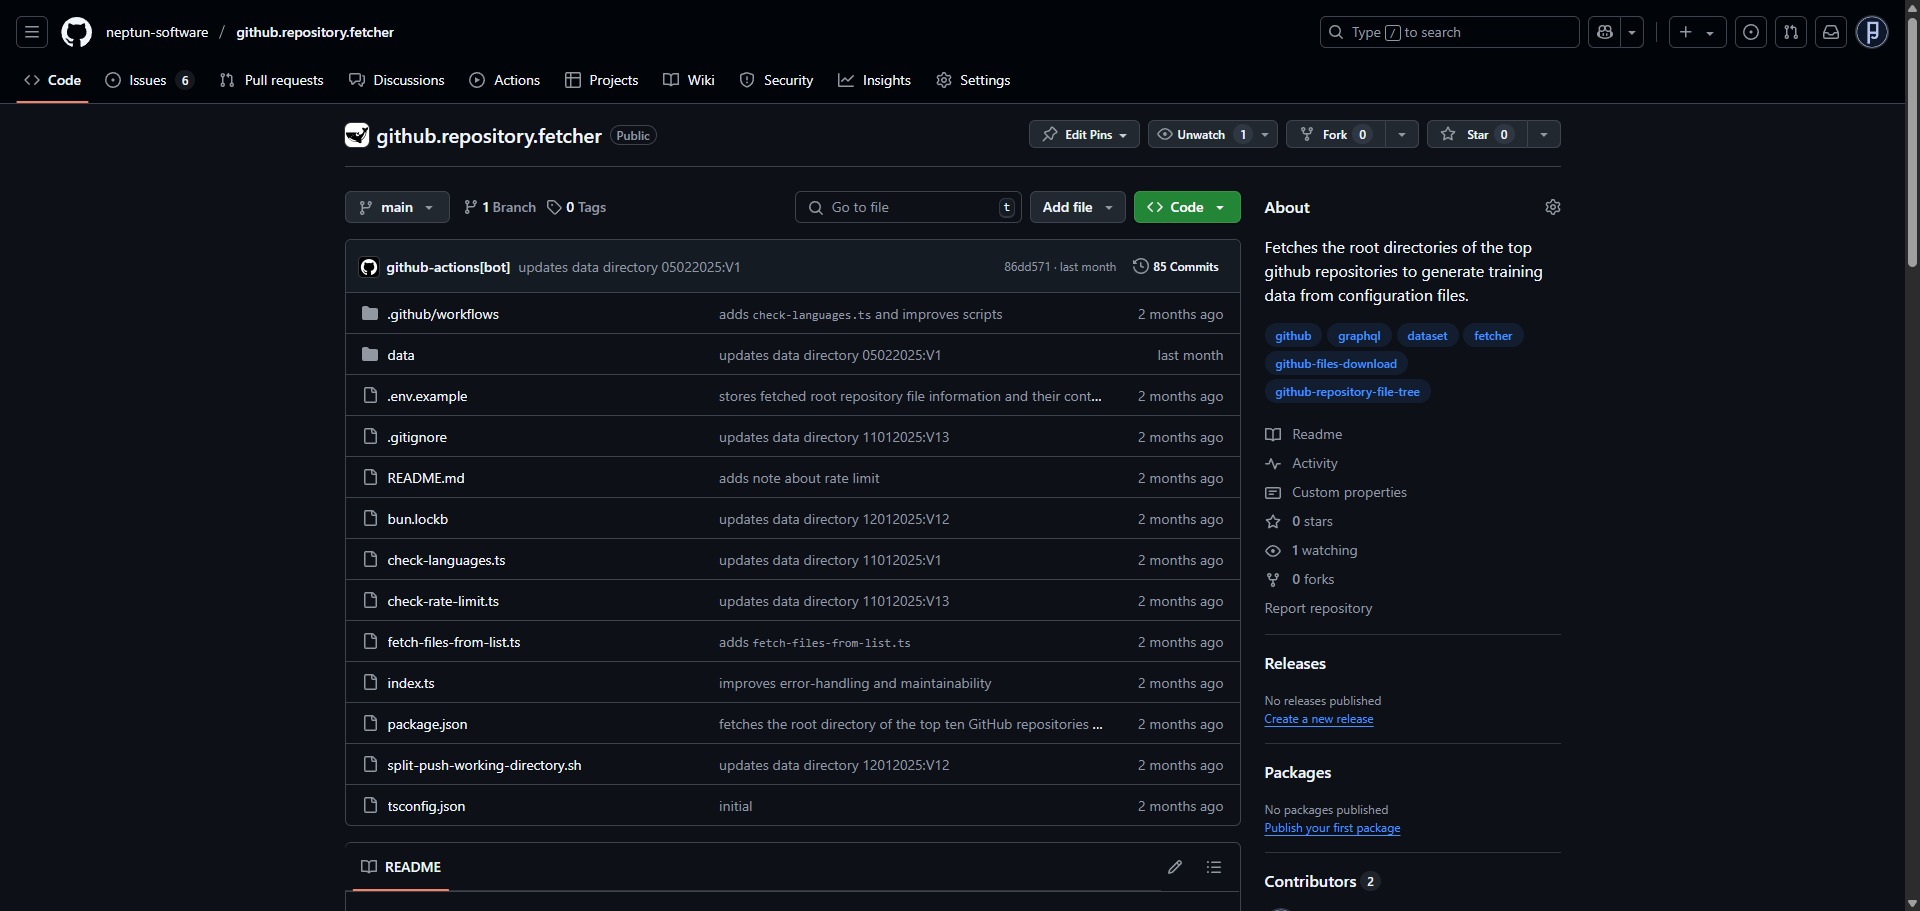 neptun-software / github.repository.fetcher
Type / to search
Code
Issues 6
Pull requests
Discussions
Actions
Projects
Wiki
Security
Insights
Settings
github.repository.fetcher Public
Edit Pins
Unwatch 1
Fork 0
Star 0
main
1 Branch
0 Tags
Go to file t
Add file
Code
github-actions[bot] updates data directory 05022025:V1 86dd571 · last month 85 Commits
.github/workflows adds check-languages.ts and improves scripts 2 months ago
data updates data directory 05022025:V1 last month
.env.example stores fetched root repository file information and their cont... 2 months ago
.gitignore updates data directory 11012025:V13 2 months ago
README.md adds note about rate limit 2 months ago
bun.lockb updates data directory 12012025:V12 2 months ago
check-languages.ts updates data directory 11012025:V1 2 months ago
check-rate-limit.ts updates data directory 11012025:V13 2 months ago
fetch-files-from-list.ts adds fetch-files-from-list.ts 2 months ago
index.ts improves error-handling and maintainability 2 months ago
package.json fetches the root directory of the top ten GitHub repositories ... 2 months ago
split-push-working-directory.sh updates data directory 12012025:V12 2 months ago
tsconfig.json initial 2 months ago
README
About
Fetches the root directories of the top
github repositories to generate training
data from configuration files.
github graphql dataset fetcher
github-files-download
github-repository-file-tree
Readme
Activity
Custom properties
0 stars
1 watching
0 forks
Report repository
Releases
No releases published
Create a new release
Packages
No packages published
Publish your first package
Contributors 2